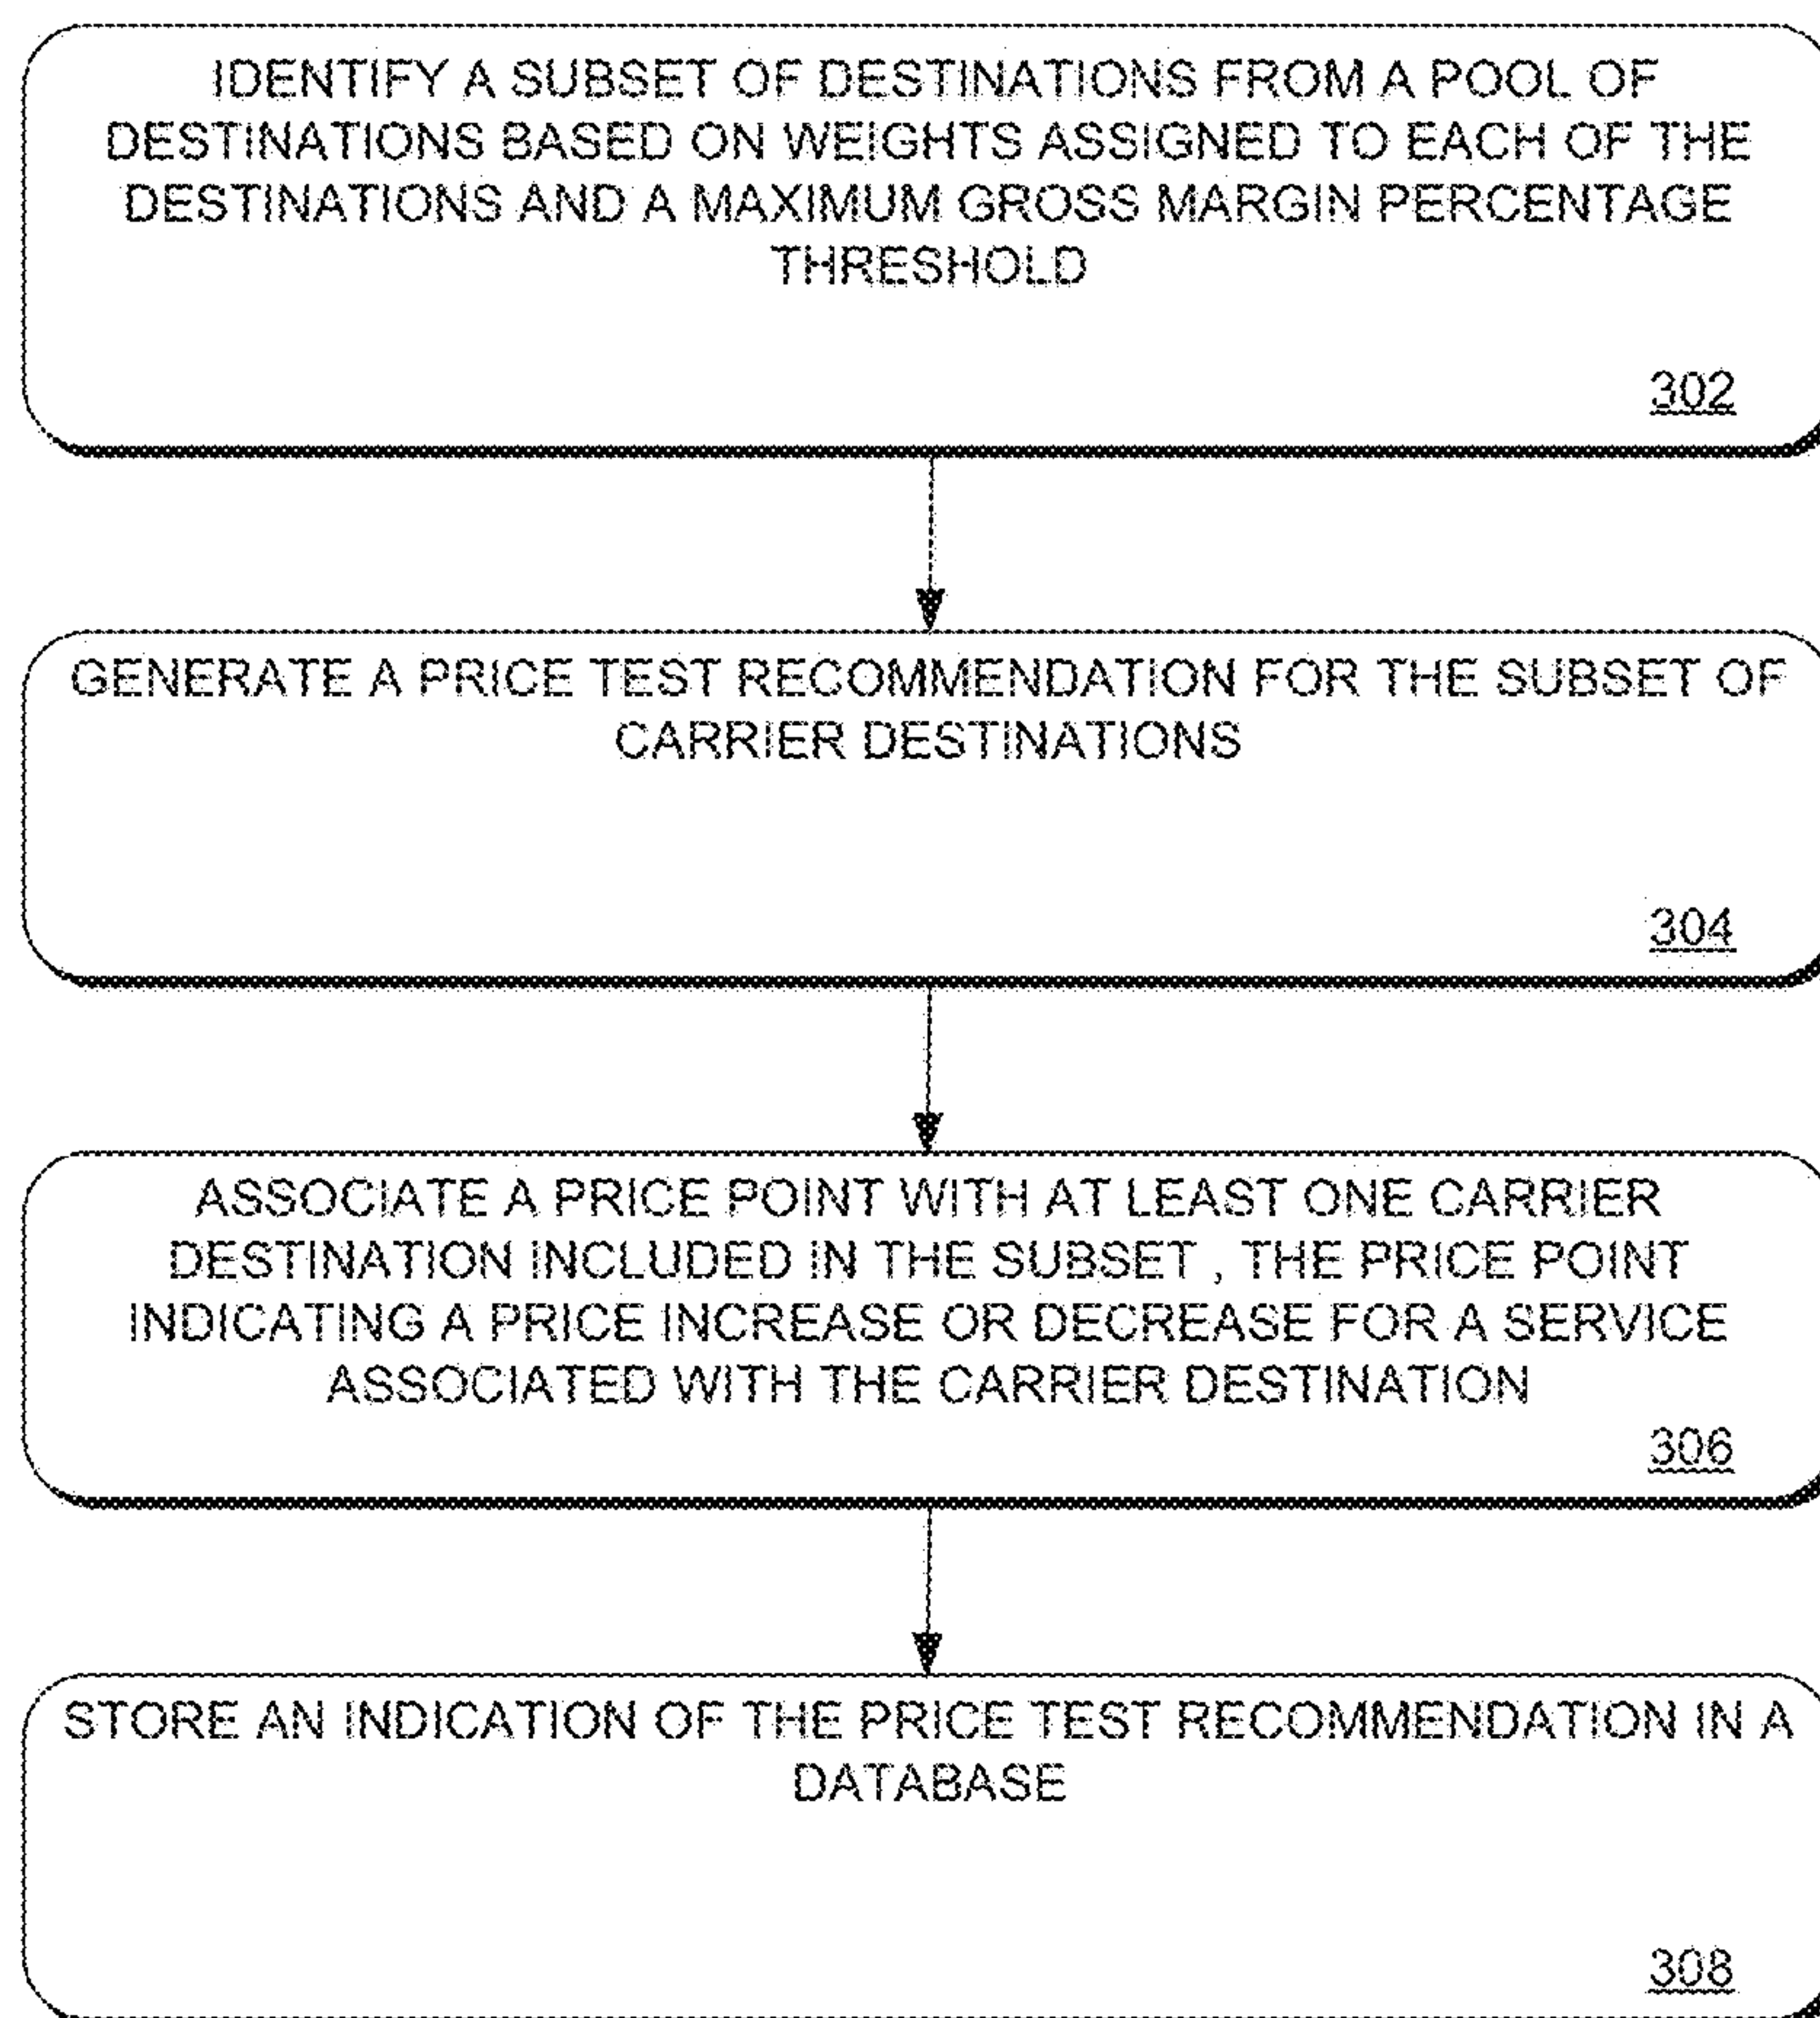 IDENTIFY A SUBSET OF DESTINATIONS FROM A POOL OF
DESTINATIONS BASED ON WEIGHTS ASSIGNED TO EACH OF THE
DESTINATIONS AND A MAXIMUM GROSS MARGIN PERCENTAGE
THRESHOLD
302
GENERATE A PRICE TEST RECOMMENDATION FOR THE SUBSET OF
CARRIER DESTINATIONS
304
ASSOCIATE A PRICE POINT WITH AT LEAST ONE CARRIER
DESTINATION INCLUDED IN THE SUBSET , THE PRICE POINT
INDICATING A PRICE INCREASE OR DECREASE FOR A SERVICE
ASSOCIATED WITH THE CARRIER DESTINATION
306
STORE AN INDICATION OF THE PRICE TEST RECOMMENDATION IN A
DATABASE
308